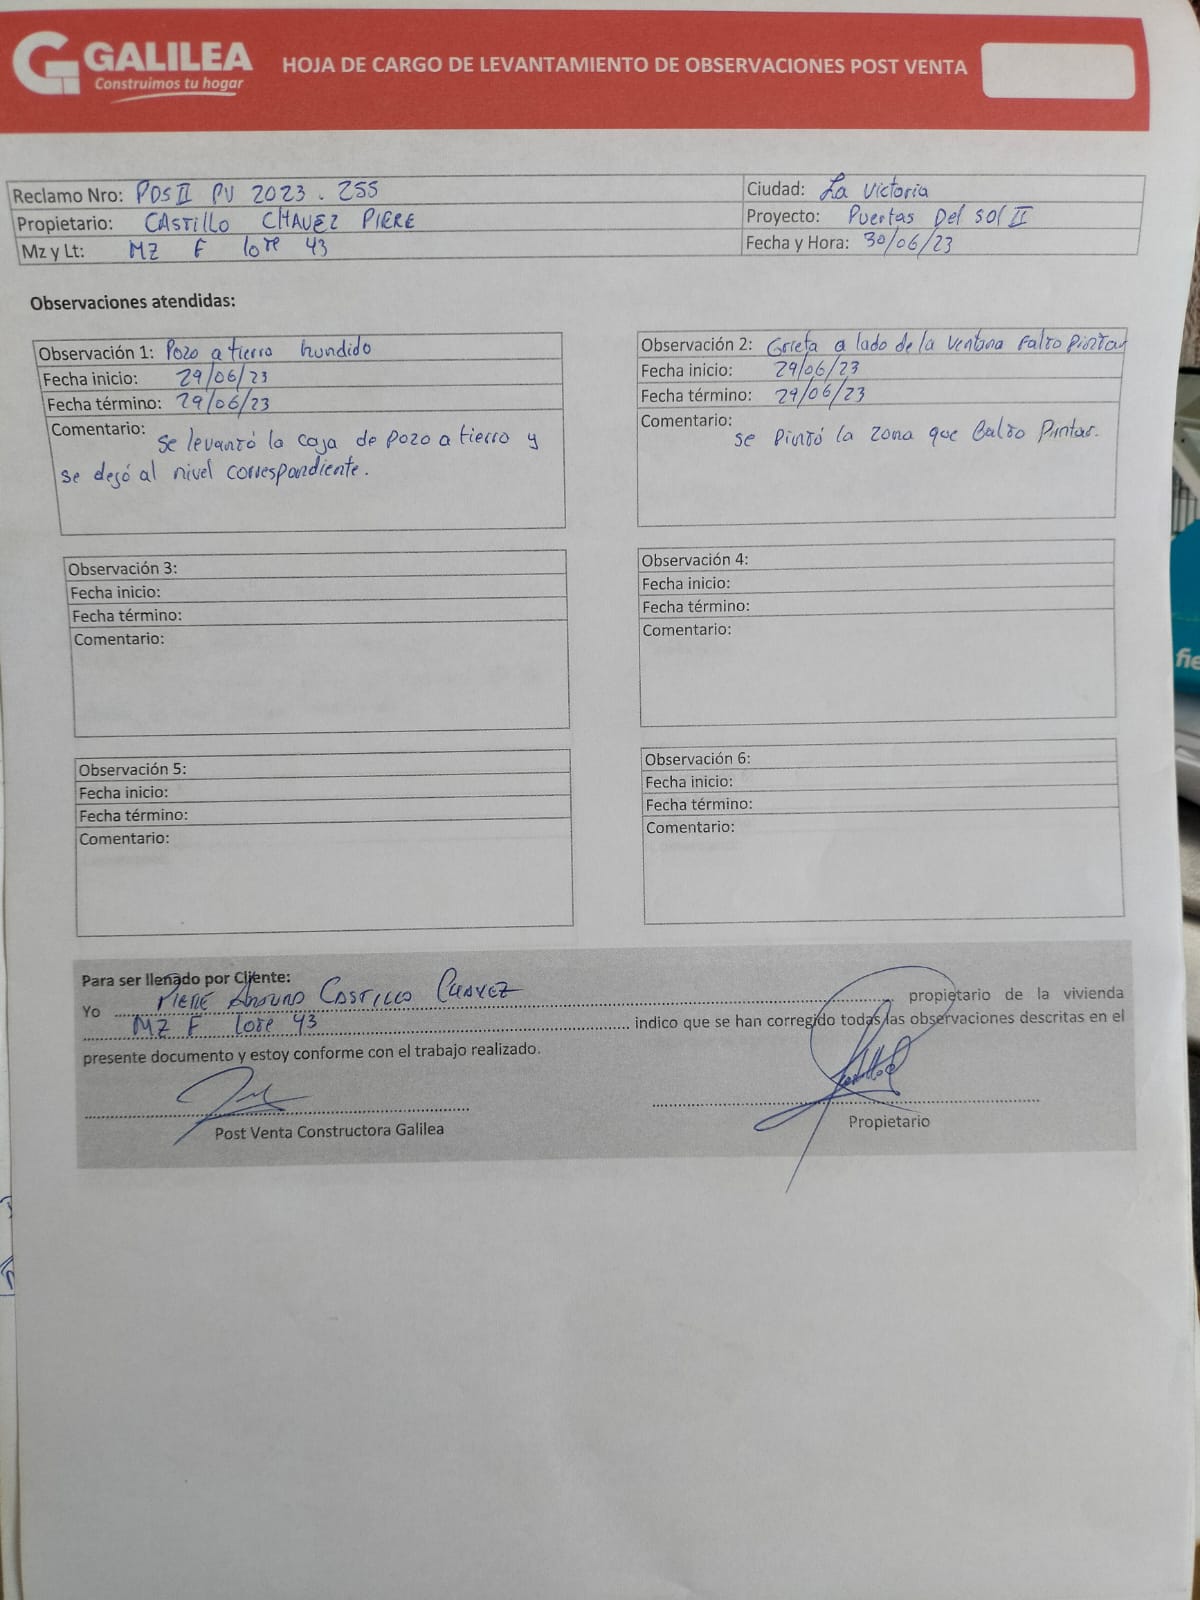 GALILEA
Construimos tu hogar
HOJA DE CARGO DE LEVANTAMIENTO DE OBSERVACIONES POST VENTA
Reclamo Nro: PDS II PV 2023 . 255
Ciudad: La Victoria
Propietario: CASTILLO CHAVEZ PIERE
Proyecto: Puertas Del Sol II
Mz y Lt: MZ F lote 43
Fecha y Hora: 30/06/23
Observaciones atendidas:
Observación 1: Pozo a tierra hundido
Fecha inicio: 29/06/23
Fecha término: 29/06/23
Comentario: Se levantó la caja de pozo a tierra y
se dejó al nivel correspondiente.
Observación 2: Grieta a lado de la ventana falto pintar
Fecha inicio: 29/06/23
Fecha término: 29/06/23
Comentario: se pintó la zona que falto pintar.
Observación 3:
Fecha inicio:
Fecha término:
Comentario:
Observación 4:
Fecha inicio:
Fecha término:
Comentario:
Observación 5:
Fecha inicio:
Fecha término:
Comentario:
Observación 6:
Fecha inicio:
Fecha término:
Comentario:
Para ser llenado por Cliente:
Yo PIERE ARTURO CASTILLO CHAVEZ propietario de la vivienda
MZ F lote 43 indico que se han corregido todas las observaciones descritas en el
presente documento y estoy conforme con el trabajo realizado.
Post Venta Constructora Galilea
Propietario
fie